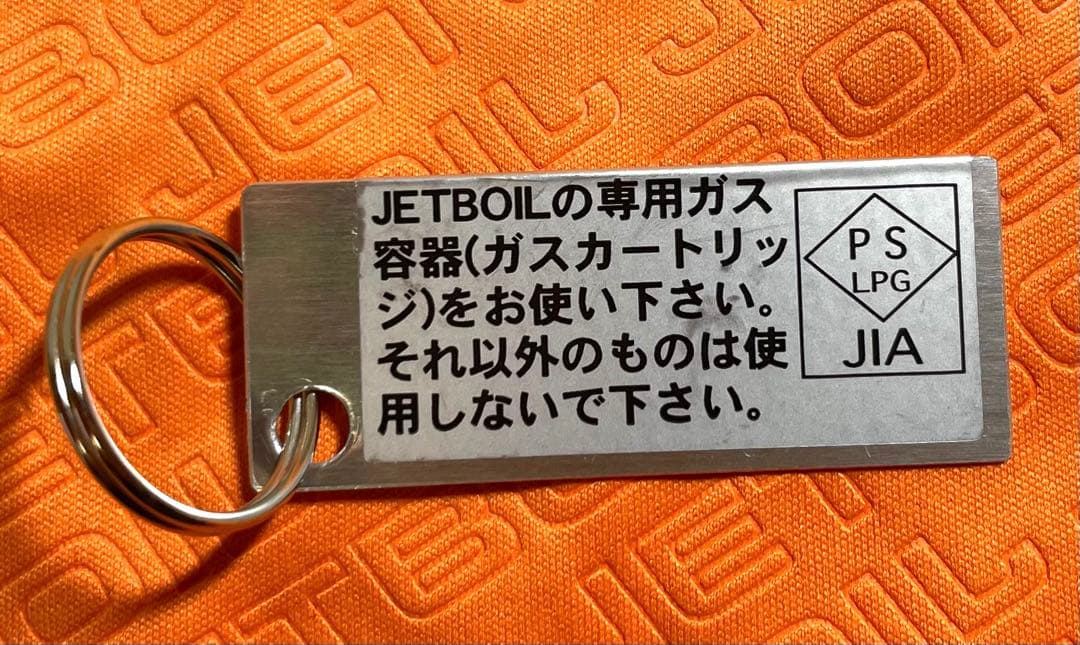 JETBOILの専用ガス
容器(ガスカートリッ
ジ)をお使い下さい。
それ以外のものは使
用しないで下さい。
PS
LPG
JIA
JETBOIL